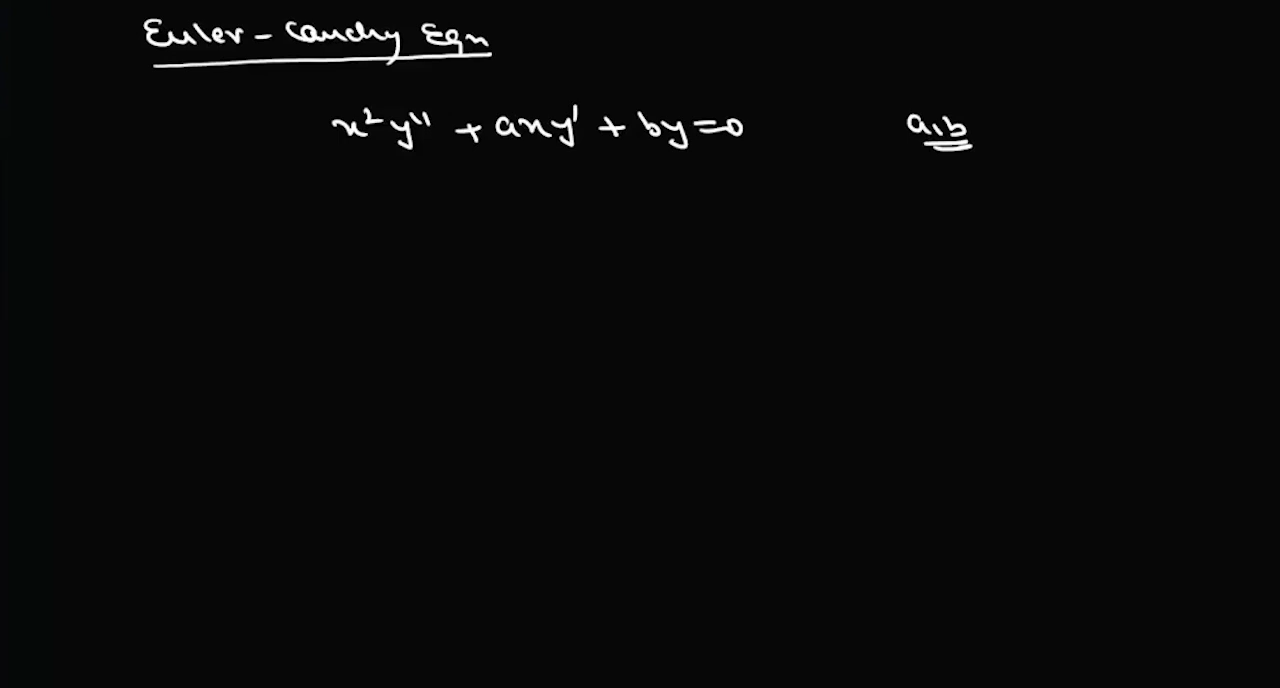 Euler - Cauchy Eqn
x²y'' + axy' + by = 0 a, b